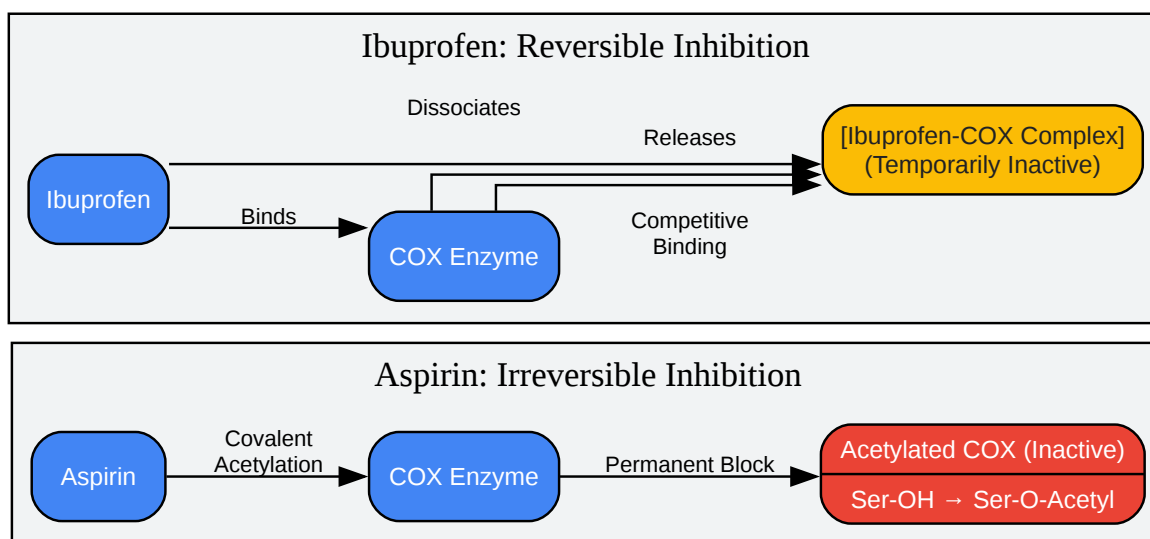 Ibuprofen: Reversible Inhibition
Dissociates
Releases
[Ibuprofen-COX Complex]
(Temporarily Inactive)
Ibuprofen
Binds
COX Enzyme
Competitive
Binding
Aspirin: Irreversible Inhibition
Aspirin
Covalent
Acetylation
COX Enzyme
Permanent Block
Acetylated COX (Inactive)
Ser-OH → Ser-O-Acetyl